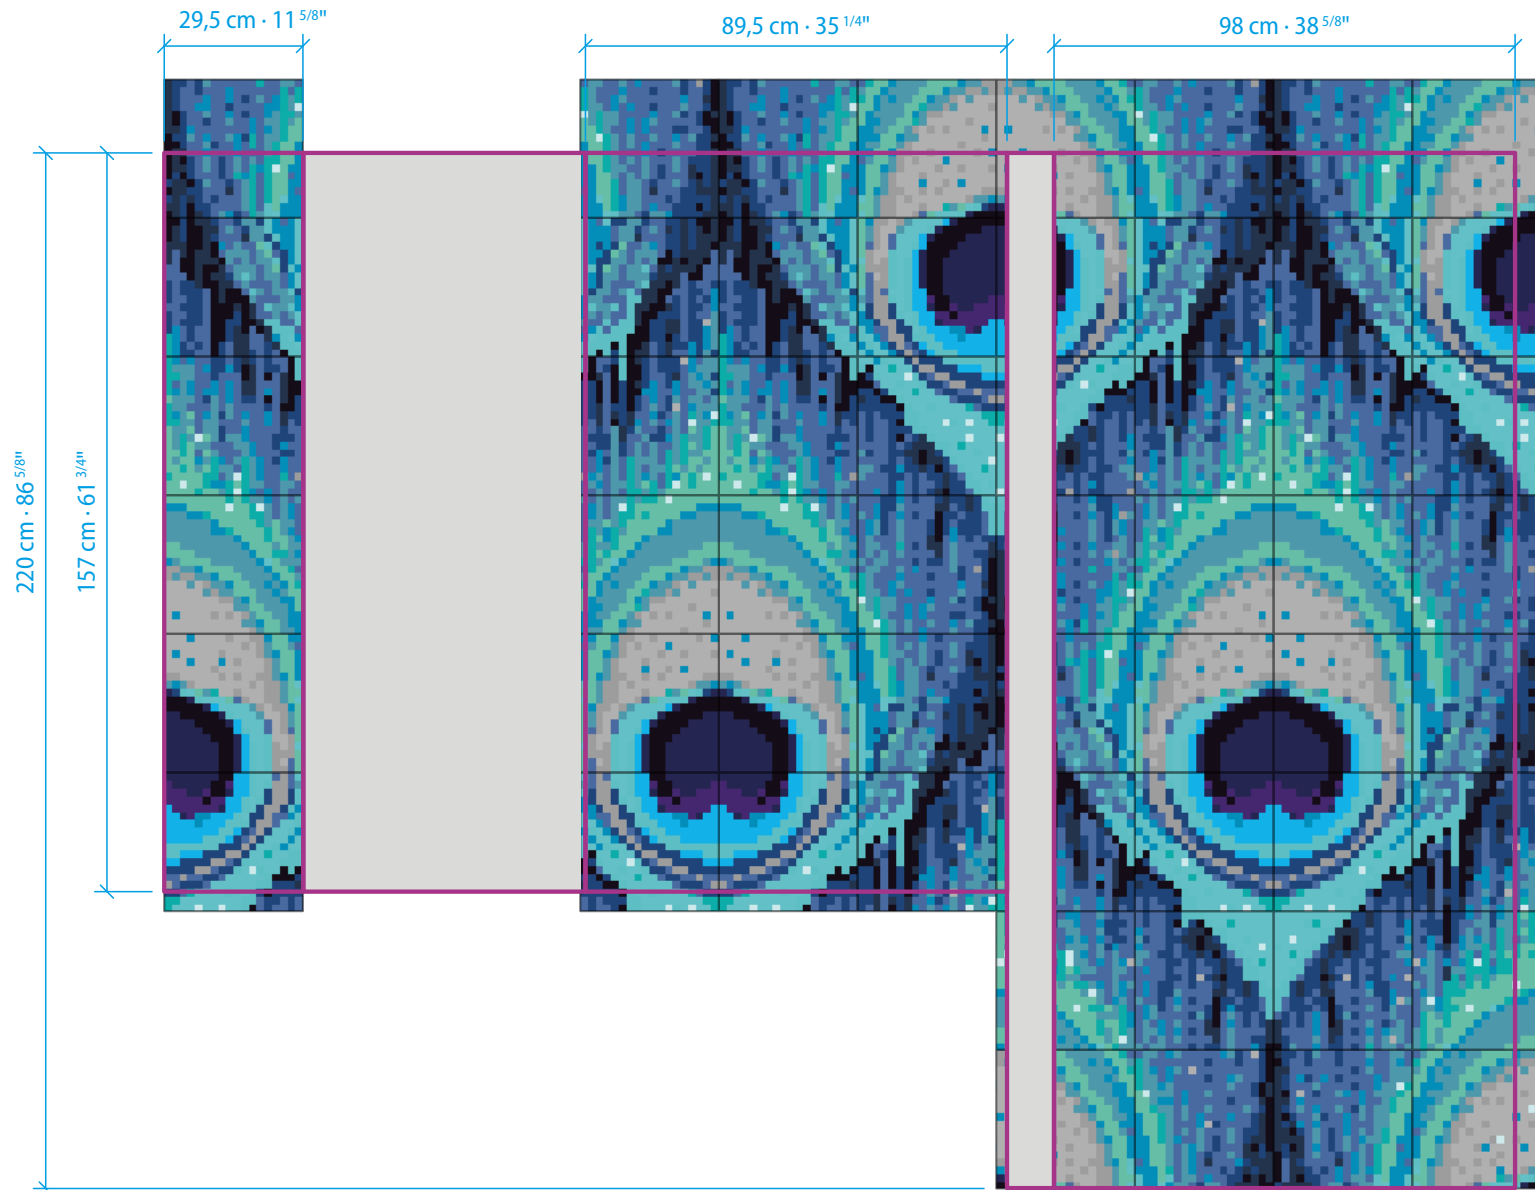 29,5 cm · 11 5/8"
89,5 cm · 35 1/4"
98 cm · 38 5/8"
220 cm · 86 5/8"
157 cm · 61 3/4"